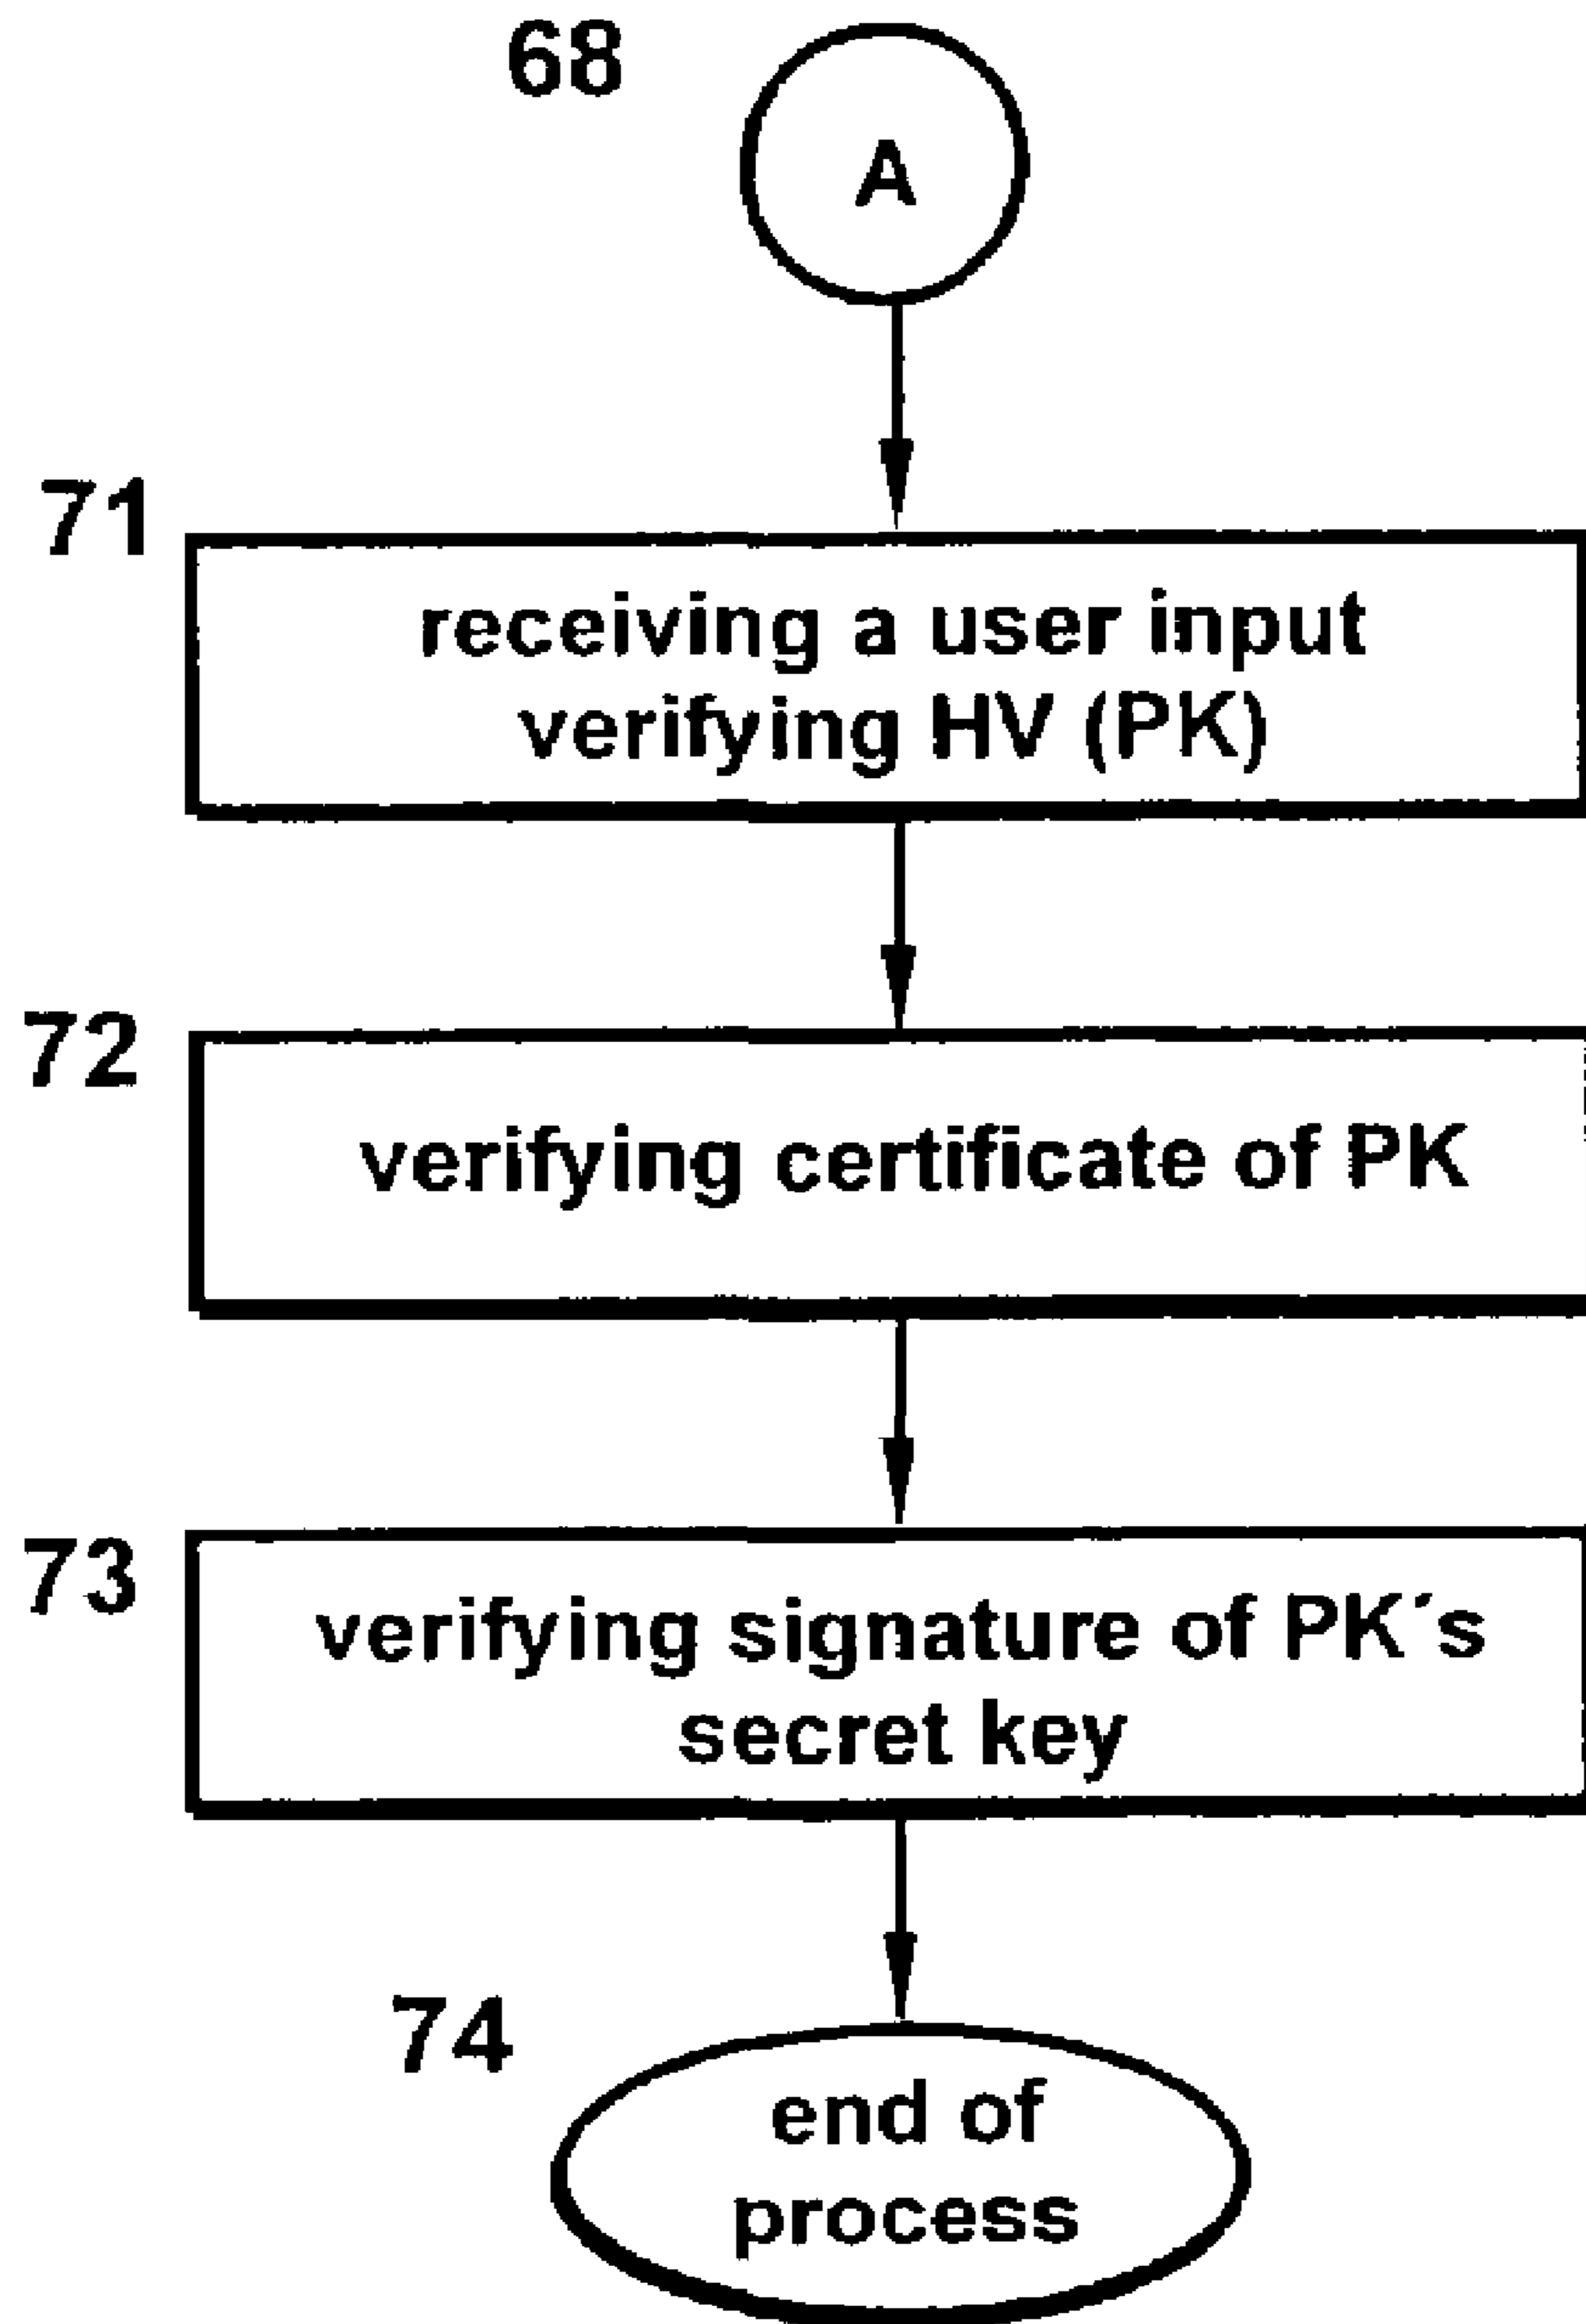 68
A
71
receiving a user input
verifying HV (PK)
72
verifying certificate of PK
73
verifying signature of PK´s
secret key
74
end of
process